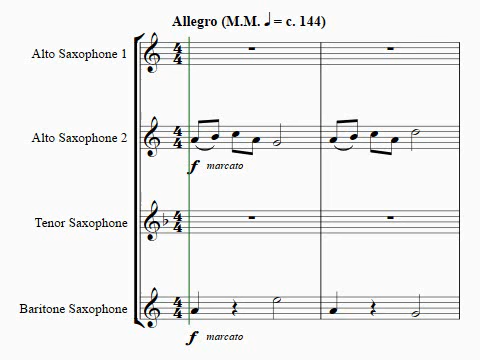 Allegro (M.M. ♩ = c. 144)
Alto Saxophone 1
Alto Saxophone 2
f marcato
Tenor Saxophone
Baritone Saxophone
f marcato